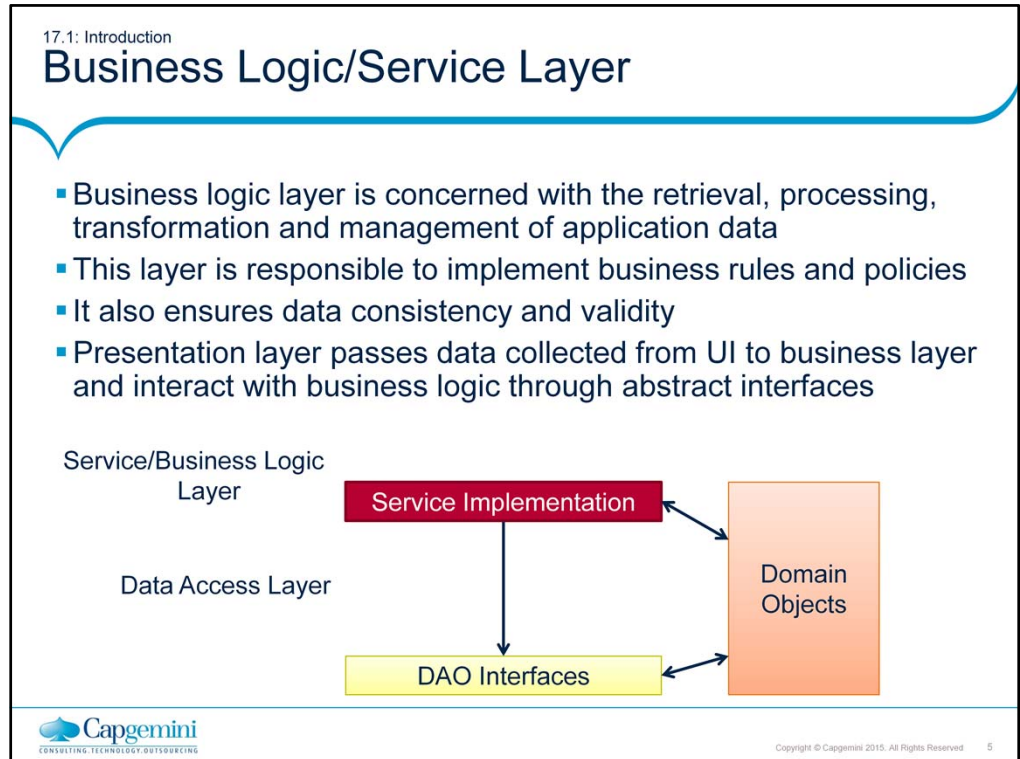 17.1: Introduction
Business Logic/Service Layer
▪ Business logic layer is concerned with the retrieval, processing,
transformation and management of application data
▪ This layer is responsible to implement business rules and policies
▪ It also ensures data consistency and validity
▪ Presentation layer passes data collected from UI to business layer
and interact with business logic through abstract interfaces
Service/Business Logic
Layer
Service Implementation
Data Access Layer
Domain
Objects
DAO Interfaces
Capgemini
CONSULTING.TECHNOLOGY.OUTSOURCING
Copyright © Capgemini 2015. All Rights Reserved 5